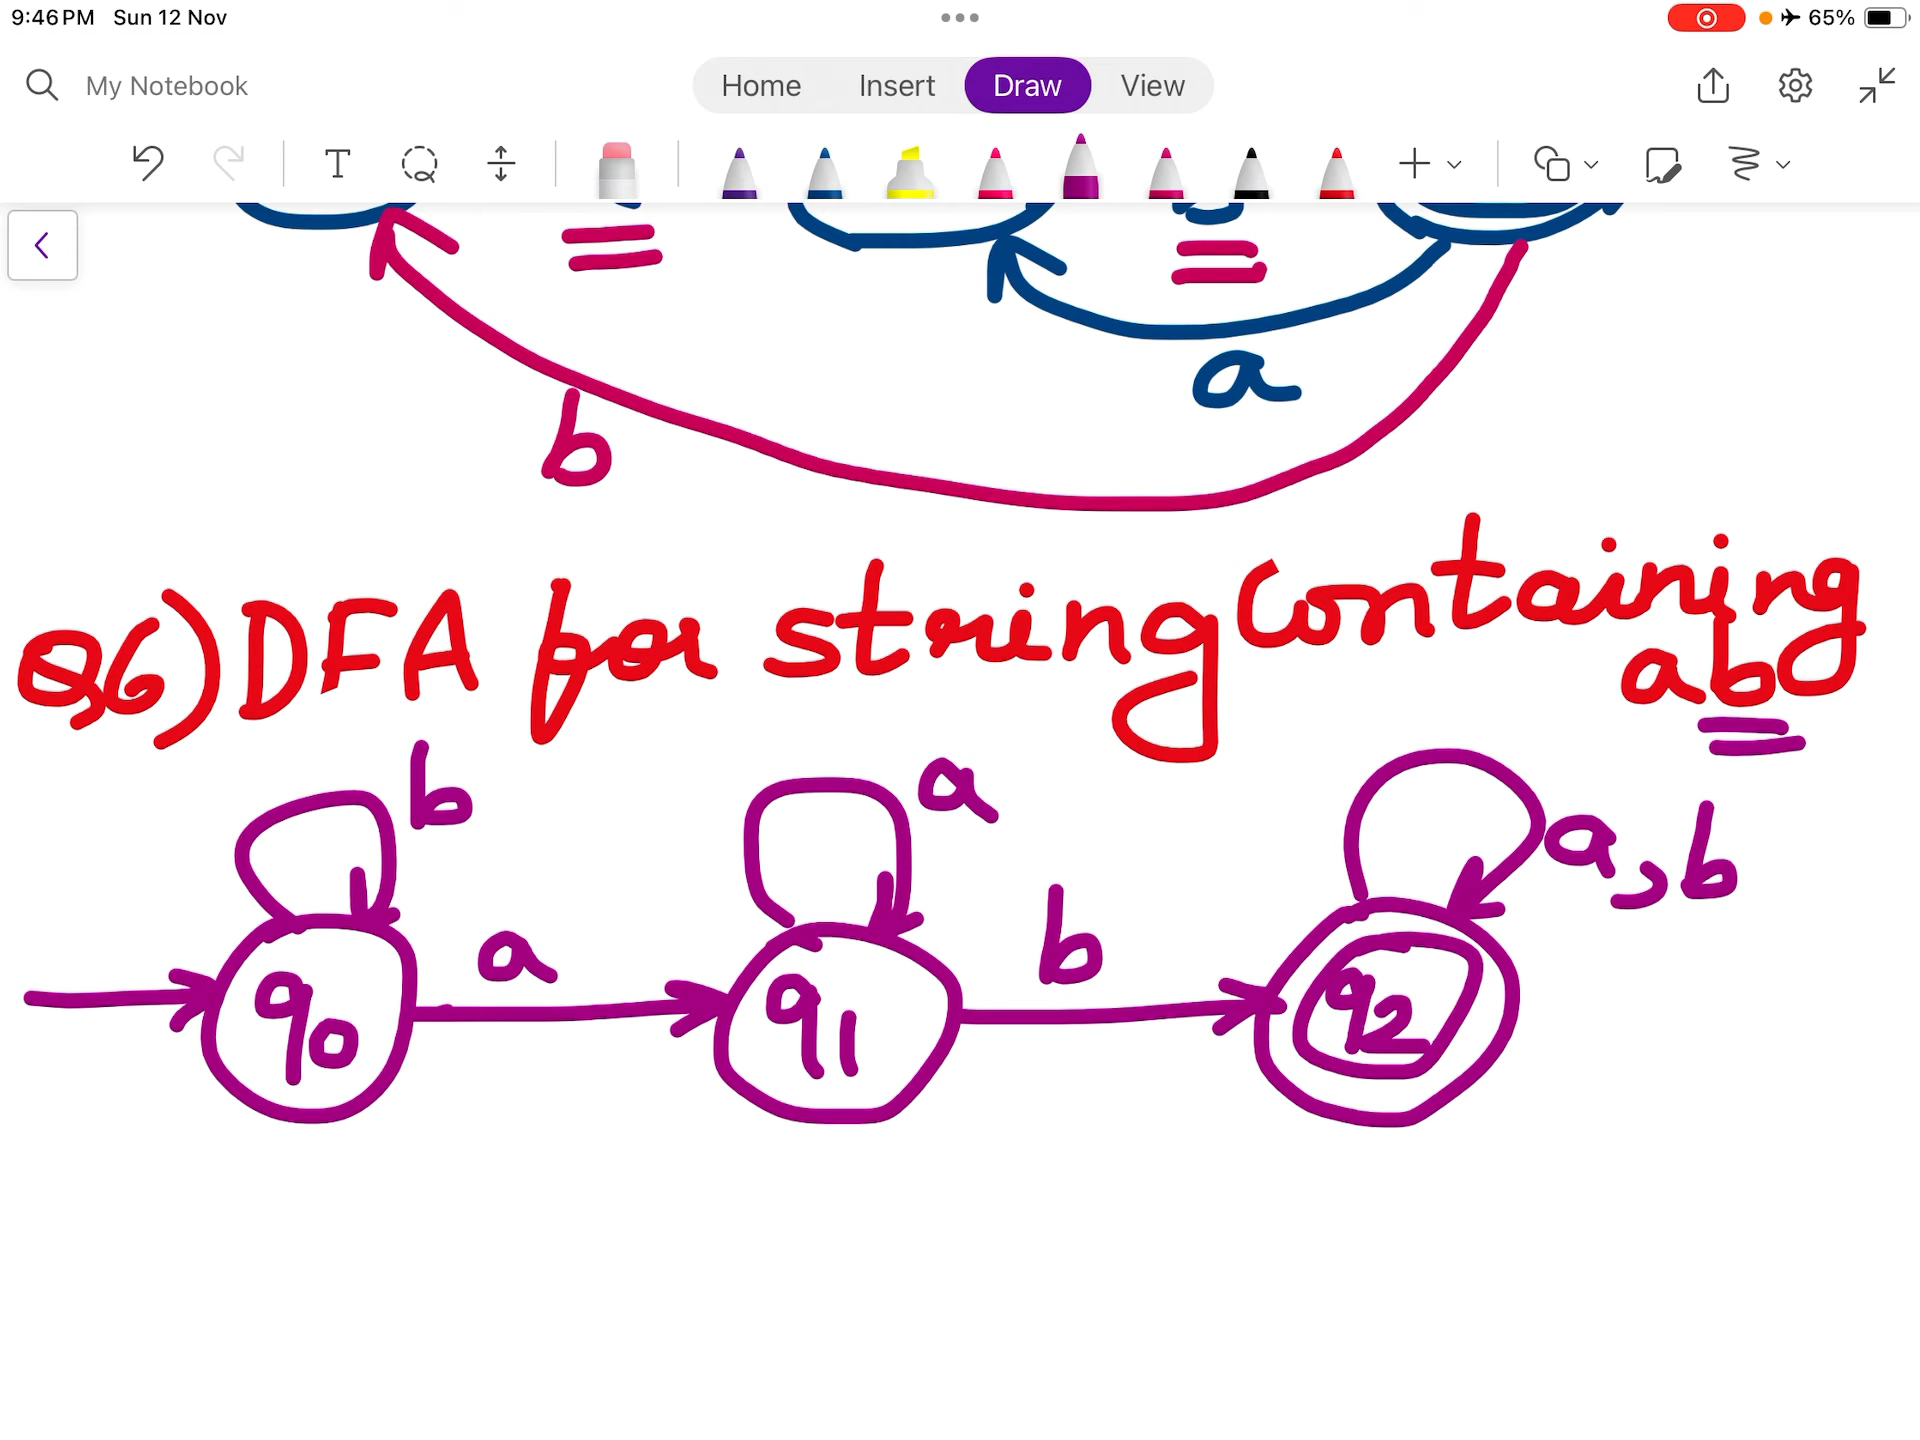 9:46 PM Sun 12 Nov
65%
My Notebook
Home Insert Draw View
T
a
b
Q6) DFA for string containing
ab
b
a
a,b
a
b
q0
q1
q2